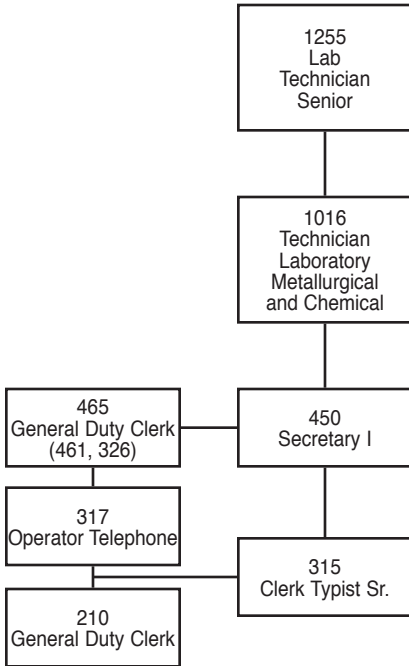 1255
Lab
Technician
Senior
1016
Technician
Laboratory
Metallurgical
and Chemical
465
General Duty Clerk
(461, 326)
450
Secretary I
317
Operator Telephone
315
Clerk Typist Sr.
210
General Duty Clerk